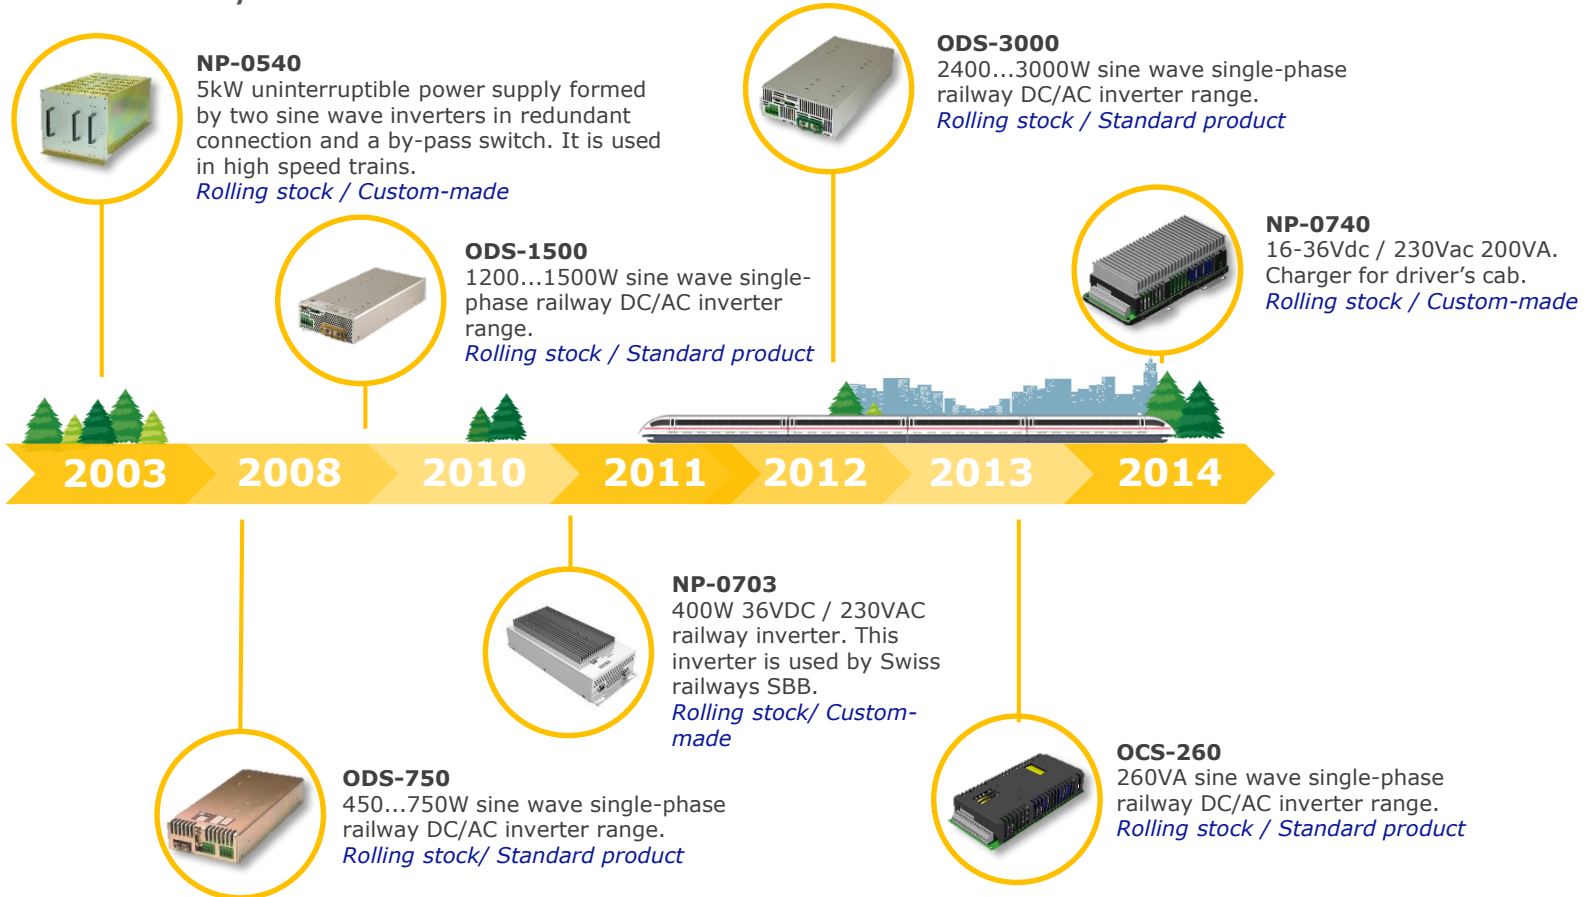 NP-0540
5kW uninterruptible power supply formed
by two sine wave inverters in redundant
connection and a by-pass switch. It is used
in high speed trains.
Rolling stock / Custom-made
ODS-3000
2400...3000W sine wave single-phase
railway DC/AC inverter range.
Rolling stock / Standard product
ODS-1500
1200...1500W sine wave single-
phase railway DC/AC inverter
range.
Rolling stock / Standard product
NP-0740
16-36Vdc / 230Vac 200VA.
Charger for driver’s cab.
Rolling stock / Custom-made
2003 2008 2010 2011 2012 2013 2014
NP-0703
400W 36VDC / 230VAC
railway inverter. This
inverter is used by Swiss
railways SBB.
Rolling stock/ Custom-
made
ODS-750
450...750W sine wave single-phase
railway DC/AC inverter range.
Rolling stock/ Standard product
OCS-260
260VA sine wave single-phase
railway DC/AC inverter range.
Rolling stock / Standard product